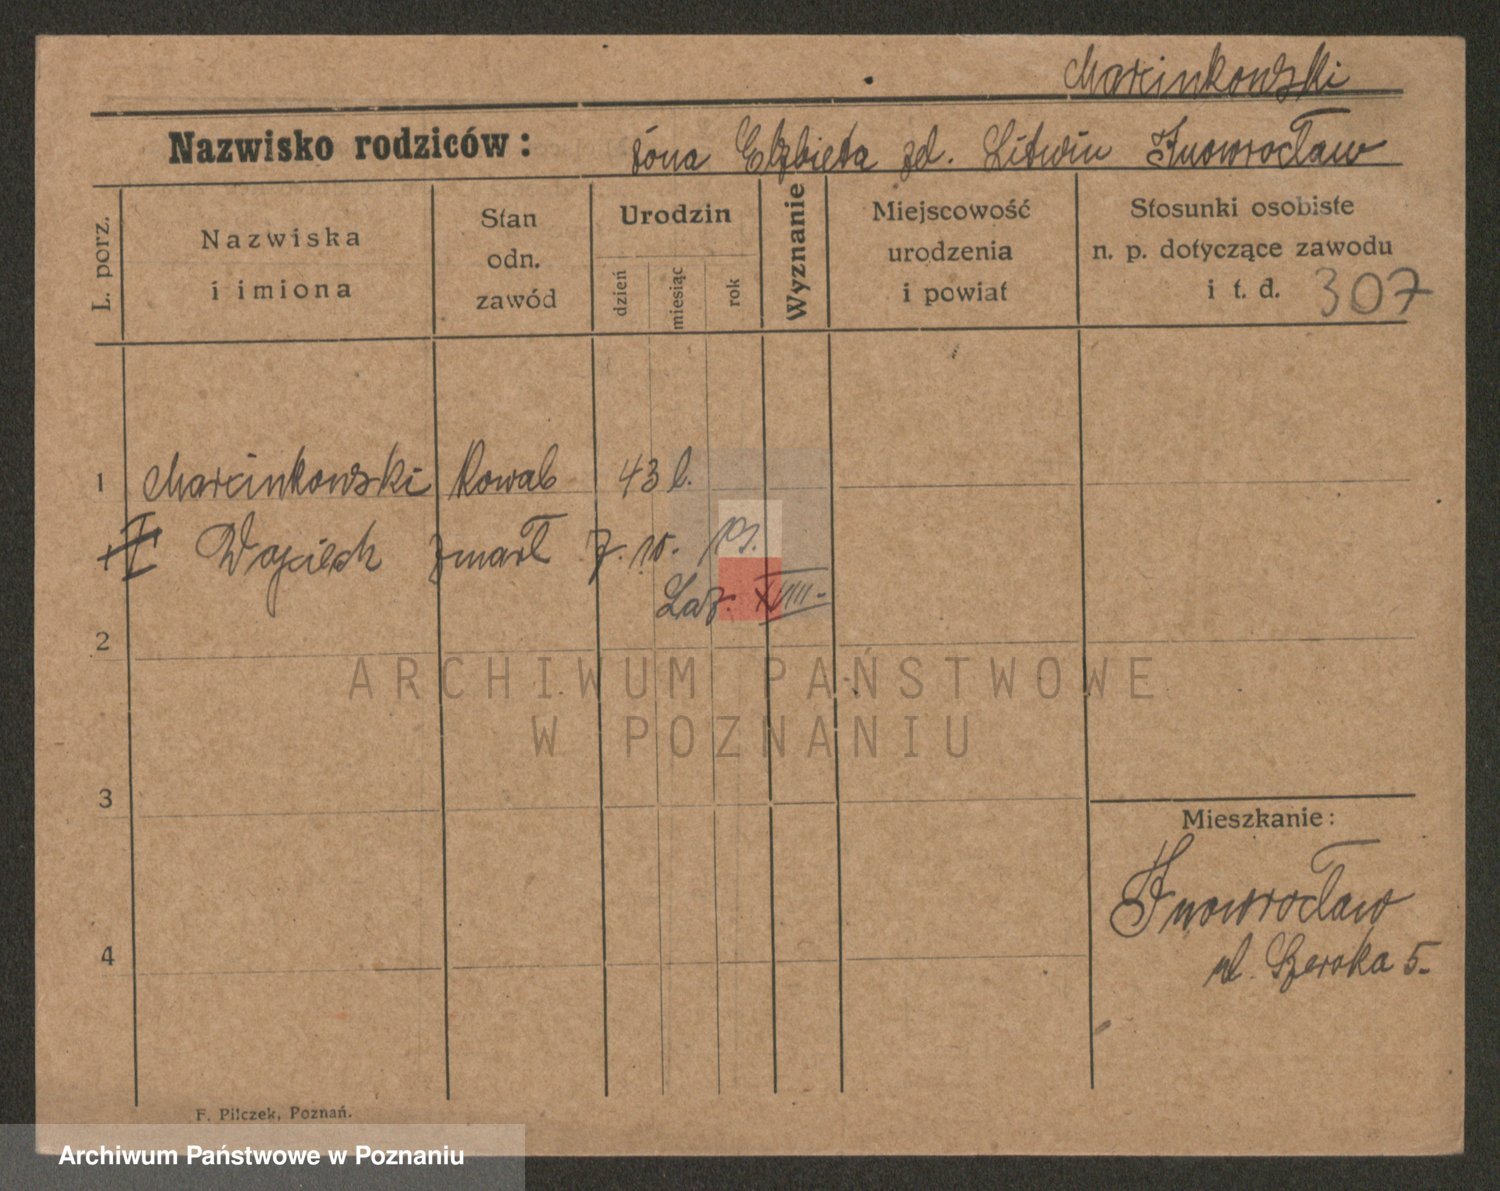 Marcinkowski
Nazwisko rodziców: żona Elżbieta zd. Litwin Inowrocław
L. porz.
Nazwiska
i imiona
Stan
odn.
zawód
Urodzin
dzień
miesiąc
rok
Wyznanie
Miejscowość
urodzenia
i powiat
Stosunki osobiste
n. p. dotyczące zawodu
i t. d. 307
1 Marcinkowski Kowal 43 l.
Wojciech zmarł 7. 10.
Laz. XVIII
2
3
4
ARCHIWUM PAŃSTWOWE
W POZNANIU
Mieszkanie:
Inowrocław
ul. Szeroka 5.
F. Pilczek, Poznań.
Archiwum Państwowe w Poznaniu